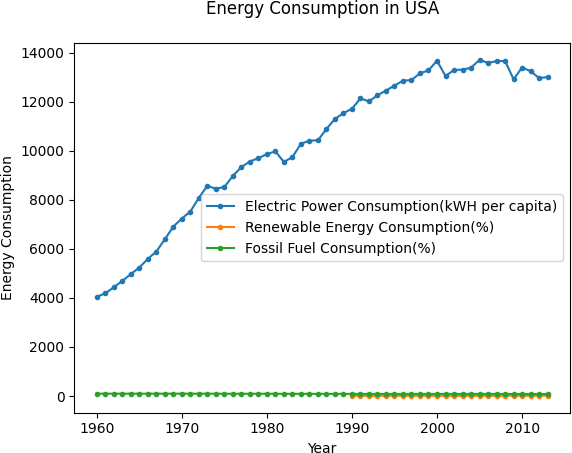 Energy Consumption in USA
14000
12000
10000
8000
6000
4000
2000
0
Energy Consumption
Electric Power Consumption(kWH per capita)
Renewable Energy Consumption(%)
Fossil Fuel Consumption(%)
1960 1970 1980 1990 2000 2010
Year